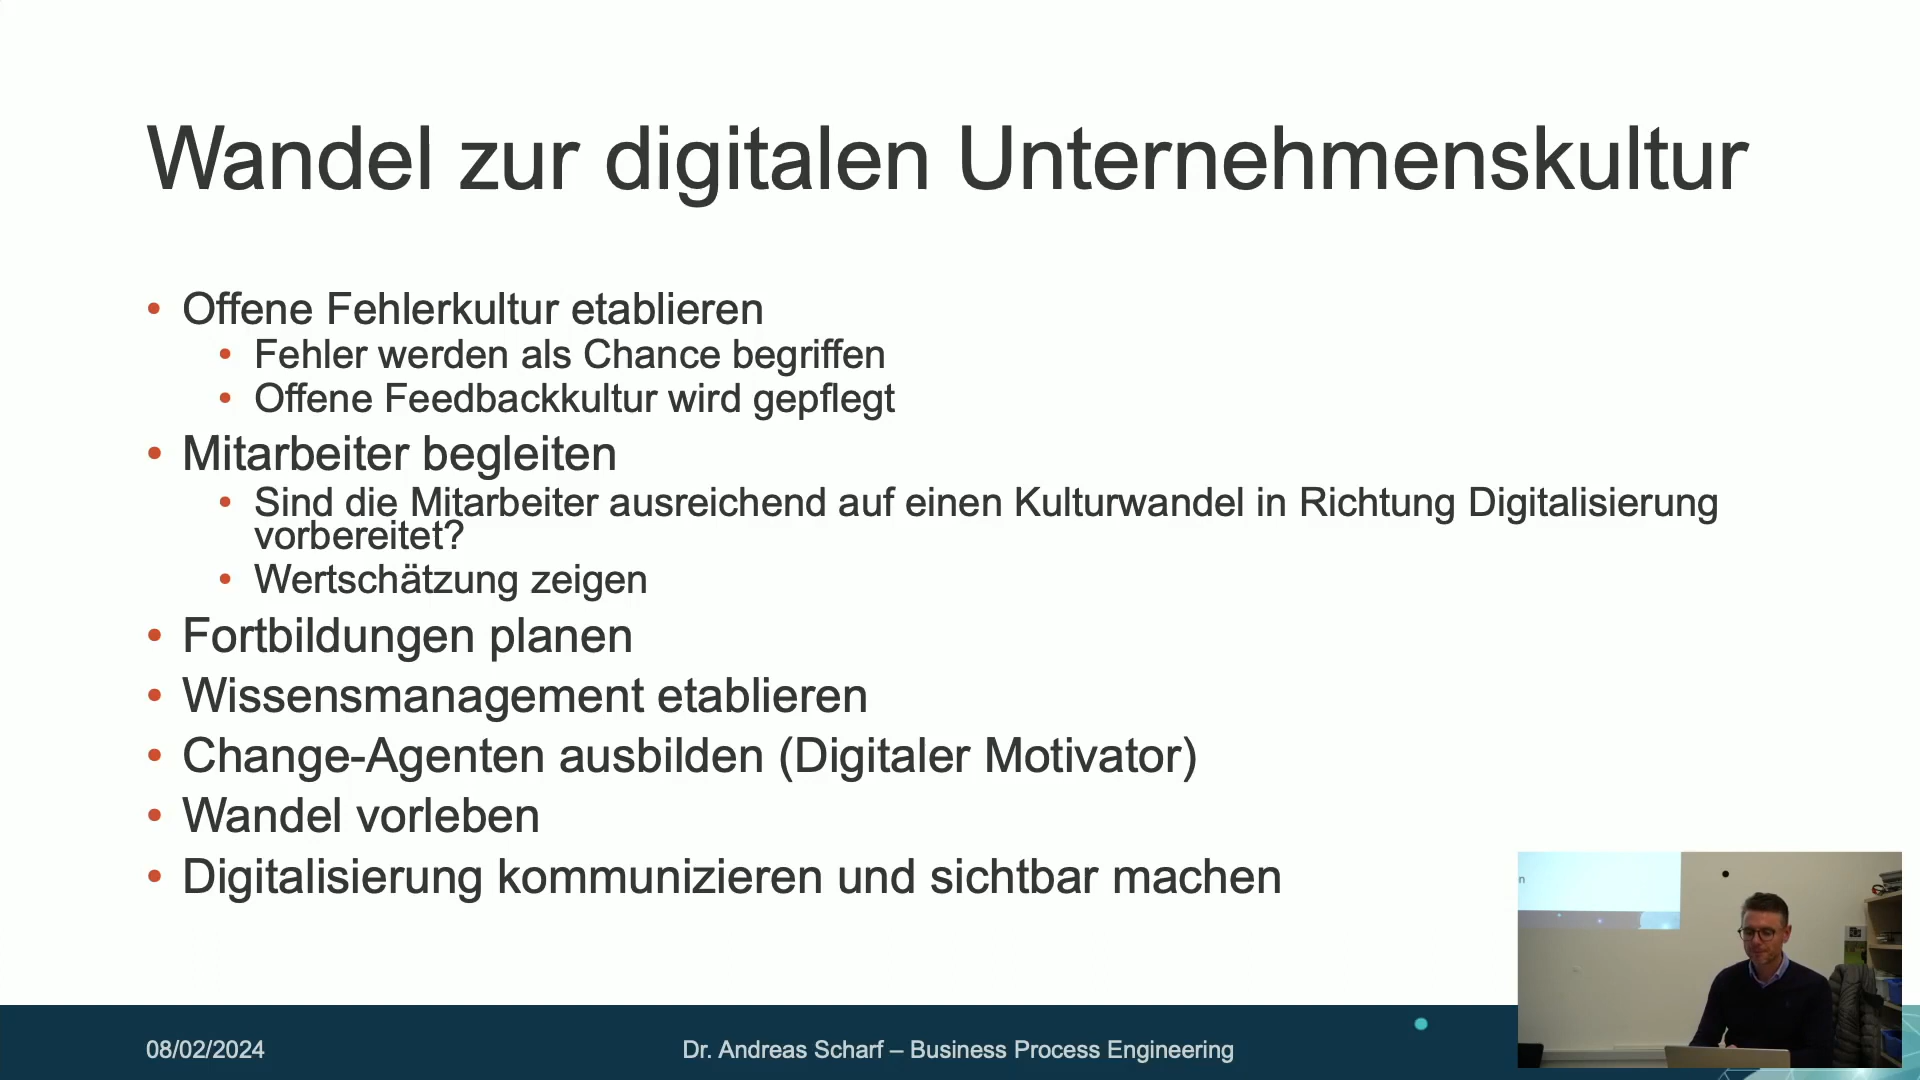 Wandel zur digitalen Unternehmenskultur
• Offene Fehlerkultur etablieren
• Fehler werden als Chance begriffen
• Offene Feedbackkultur wird gepflegt
• Mitarbeiter begleiten
• Sind die Mitarbeiter ausreichend auf einen Kulturwandel in Richtung Digitalisierung
vorbereitet?
• Wertschätzung zeigen
• Fortbildungen planen
• Wissensmanagement etablieren
• Change-Agenten ausbilden (Digitaler Motivator)
• Wandel vorleben
• Digitalisierung kommunizieren und sichtbar machen
n
08/02/2024
Dr. Andreas Scharf – Business Process Engineering